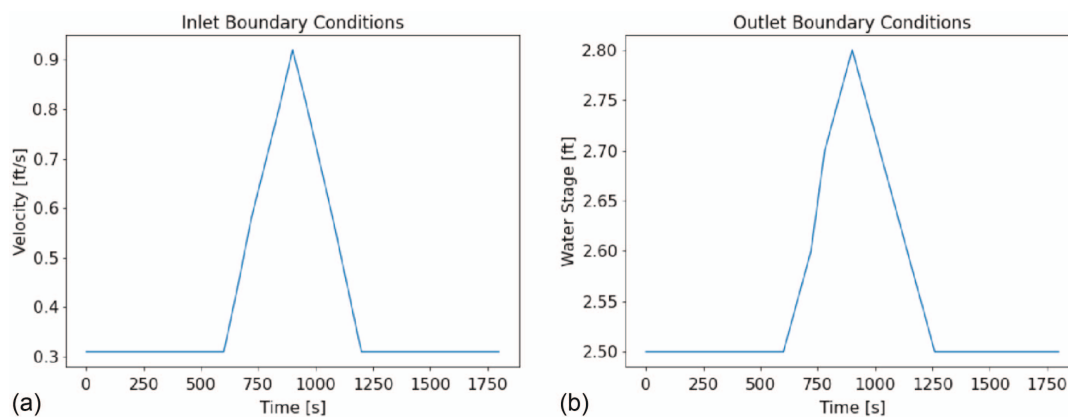 Inlet Boundary Conditions
Velocity [ft/s]
0.9
0.8
0.7
0.6
0.5
0.4
0.3
0 250 500 750 1000 1250 1500 1750
Time [s]
(a)
Outlet Boundary Conditions
Water Stage [ft]
2.80
2.75
2.70
2.65
2.60
2.55
2.50
0 250 500 750 1000 1250 1500 1750
Time [s]
(b)